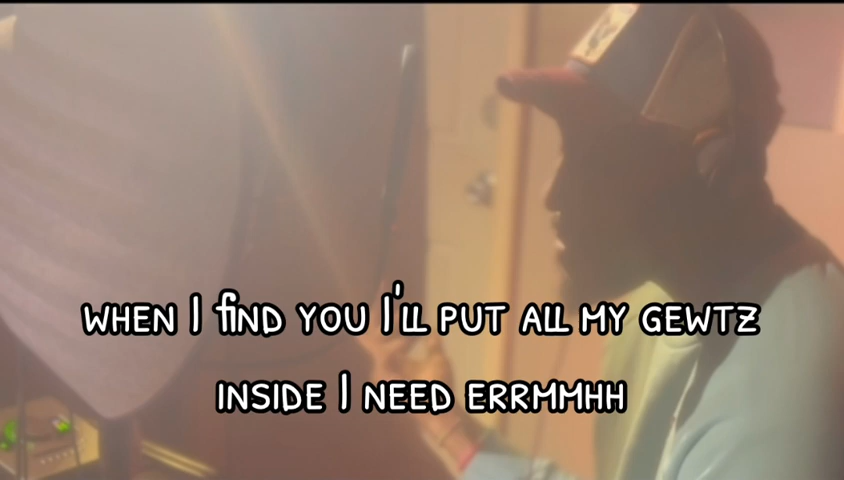 WHEN I fIND YOU I'LL PUT ALL MY GEWTZ
INSIDE I NEED ERRMMHH